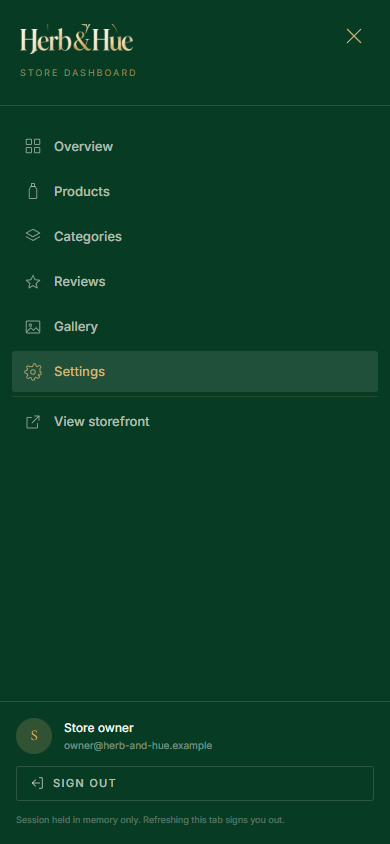 Herb&Hue
STORE DASHBOARD
Overview
Products
Categories
Reviews
Gallery
Settings
View storefront
S
Store owner
owner@herb-and-hue.example
SIGN OUT
Session held in memory only. Refreshing this tab signs you out.